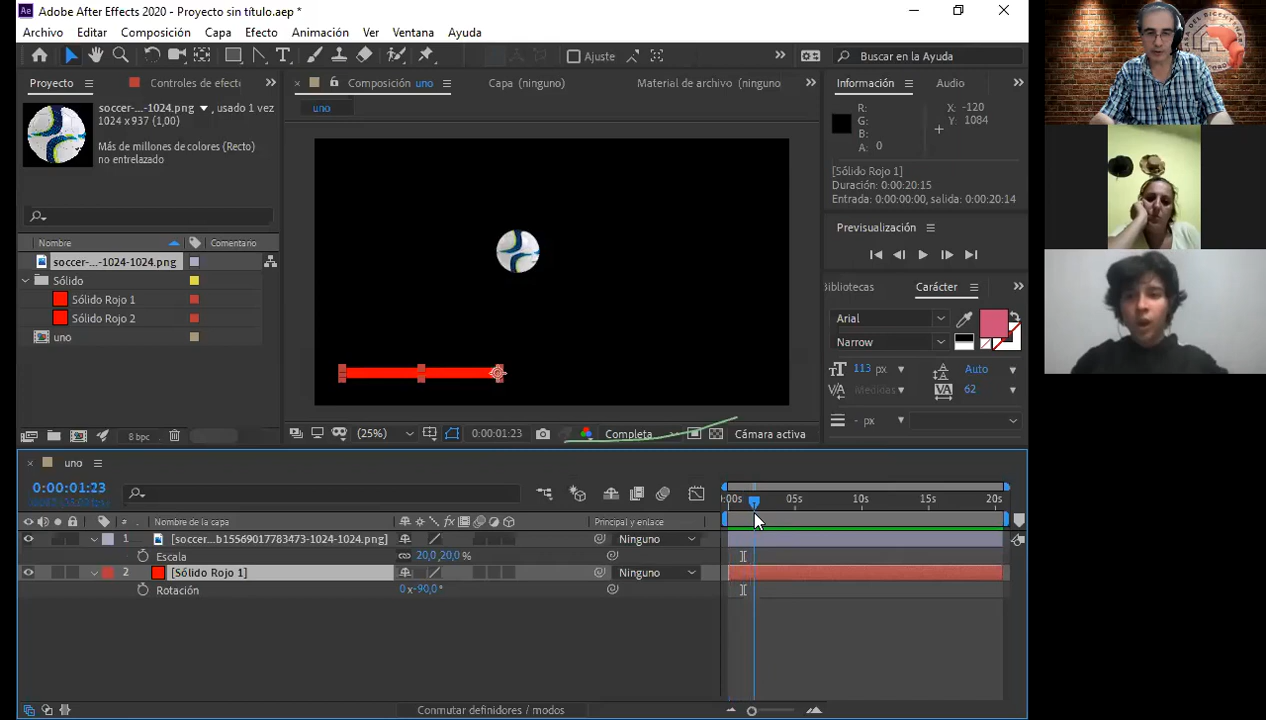 Ae Adobe After Effects 2020 - Proyecto sin título.aep *
Archivo Editar Composición Capa Efecto Animación Ver Ventana Ayuda
Ajuste Buscar en la Ayuda
Proyecto Controles de efect
Composición uno Capa (ninguno) Material de archivo (ninguno
Información Audio
uno
soccer-...-1024.png , usado 1 vez
1024 x 937 (1,00)
Más de millones de colores (Recto)
no entrelazado
R:
G:
B:
A: 0
X: -120
Y: 1084
[Sólido Rojo 1]
Duración: 0:00:20:15
Entrada: 0:00:00:00, salida: 0:00:20:14
Previsualización
Nombre Comentario
soccer-...-1024-1024.png
Sólido
Sólido Rojo 1
Sólido Rojo 2
uno
Bibliotecas Carácter
Arial
Narrow
113 px Auto
62
- px
8 bpc
(25%) 0:00:01:23 Completa Cámara activa
uno
0:00:01:23
:00s 05s 10s 15s 20s
# Nombre de la capa Principal y enlace
1 [soccer...b15569017783473-1024-1024.png] Ninguno
Escala 20,0,20,0 %
2 [Sólido Rojo 1] Ninguno
Rotación 0 x-90,0 °
Conmutar definidores / modos